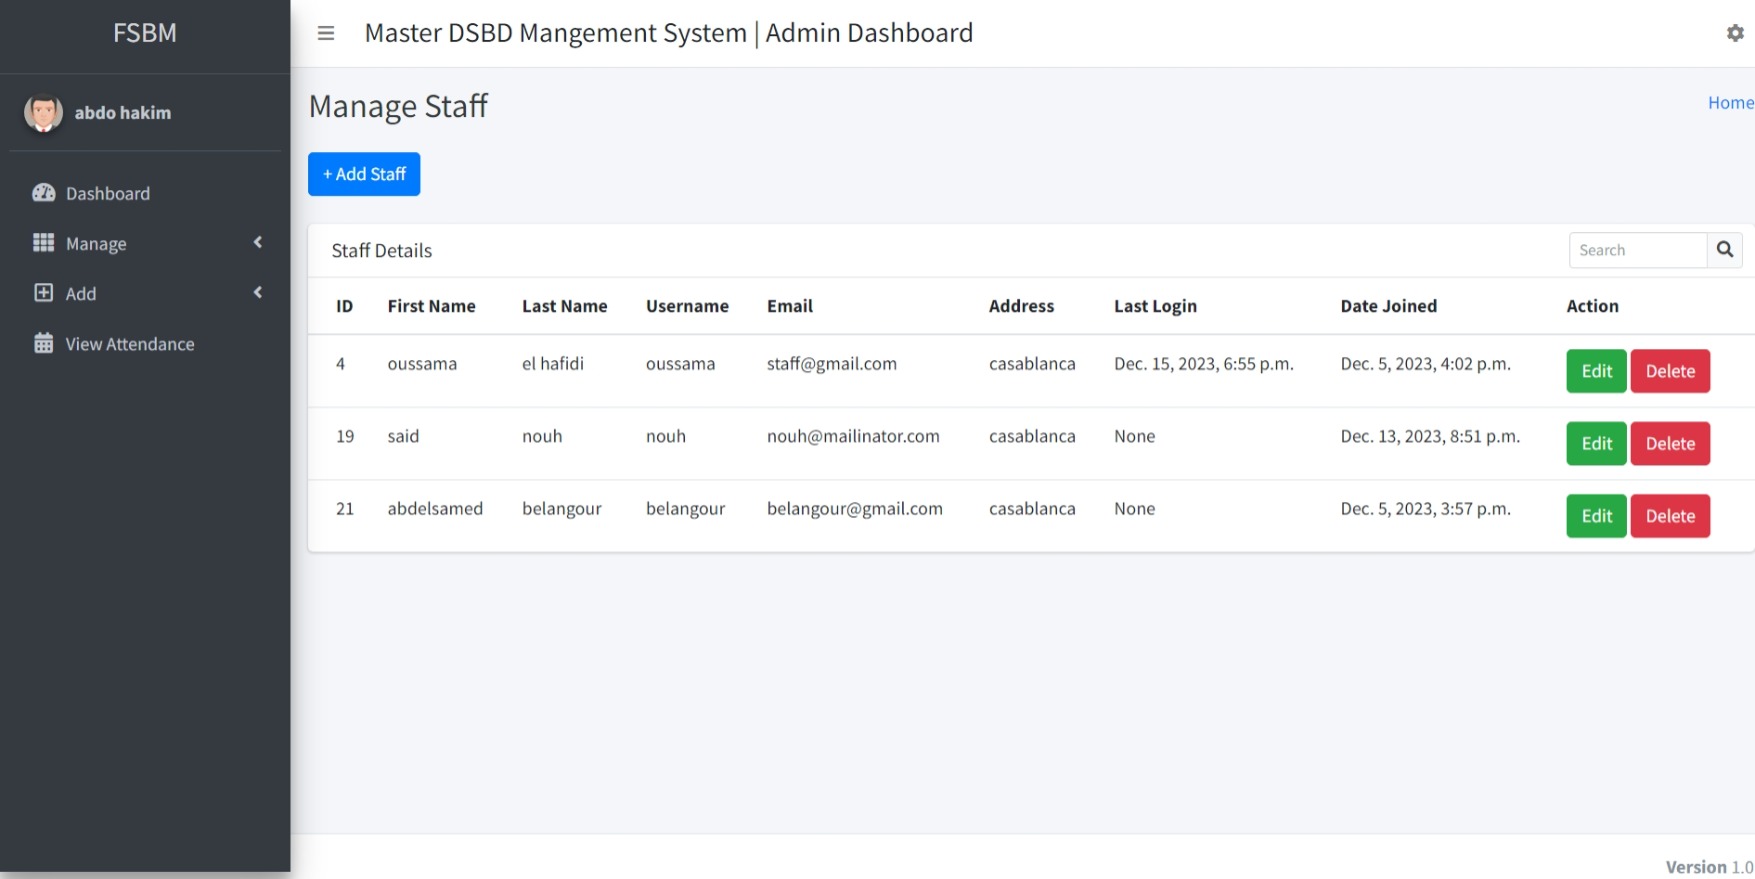 FSBM
Master DSBD Mangement System | Admin Dashboard
abdo hakim
Dashboard
Manage
Add
View Attendance
Manage Staff
Home
+ Add Staff
Staff Details
Search
ID First Name Last Name Username Email Address Last Login Date Joined Action
4 oussama el hafidi oussama staff@gmail.com casablanca Dec. 15, 2023, 6:55 p.m. Dec. 5, 2023, 4:02 p.m. Edit Delete
19 said nouh nouh nouh@mailinator.com casablanca None Dec. 13, 2023, 8:51 p.m. Edit Delete
21 abdelsamed belangour belangour belangour@gmail.com casablanca None Dec. 5, 2023, 3:57 p.m. Edit Delete
Version 1.0